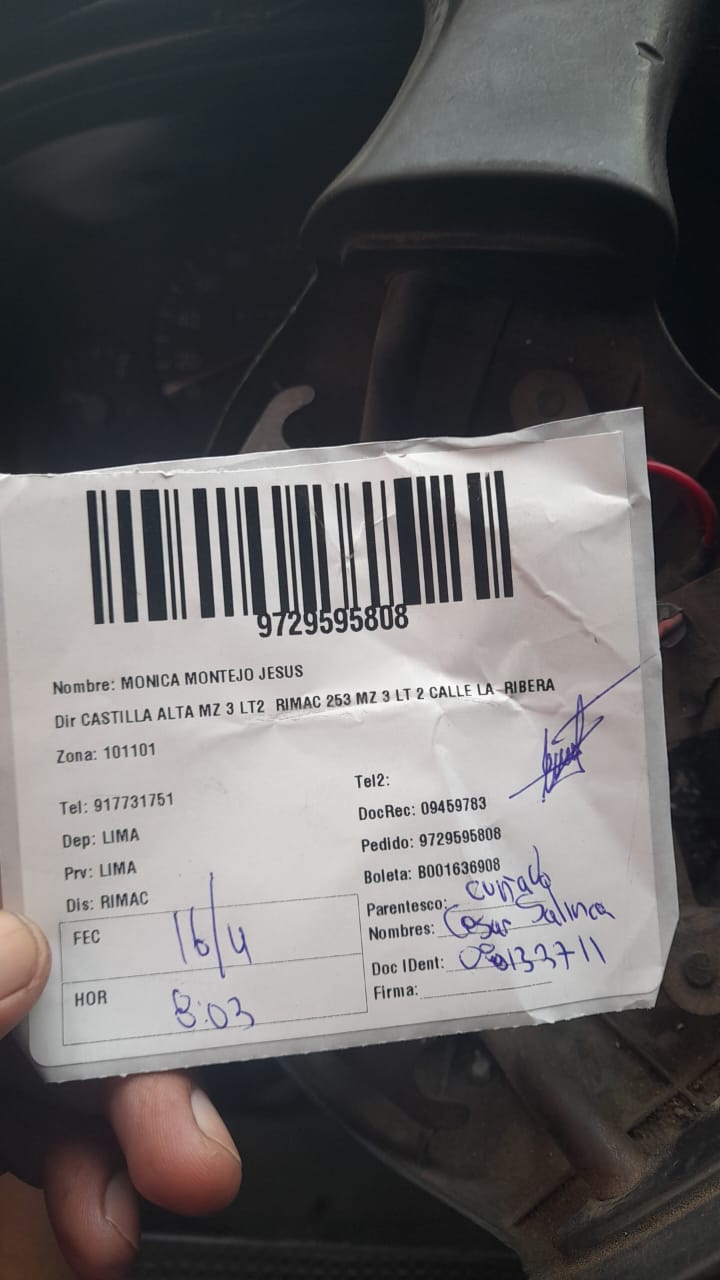 9729595808
Nombre: MONICA MONTEJO JESUS
Dir CASTILLA ALTA MZ 3 LT2 RIMAC 253 MZ 3 LT 2 CALLE LA RIBERA
Zona: 101101
Tel: 917731751
Dep: LIMA
Prv: LIMA
Dis: RIMAC
Tel2:
DocRec: 09459783
Pedido: 9729595808
Boleta: B001636908
Parentesco: cuñado
Nombres: Cesar Salinca
Doc IDent:
Firma:
FEC 16/4
HOR 8:03